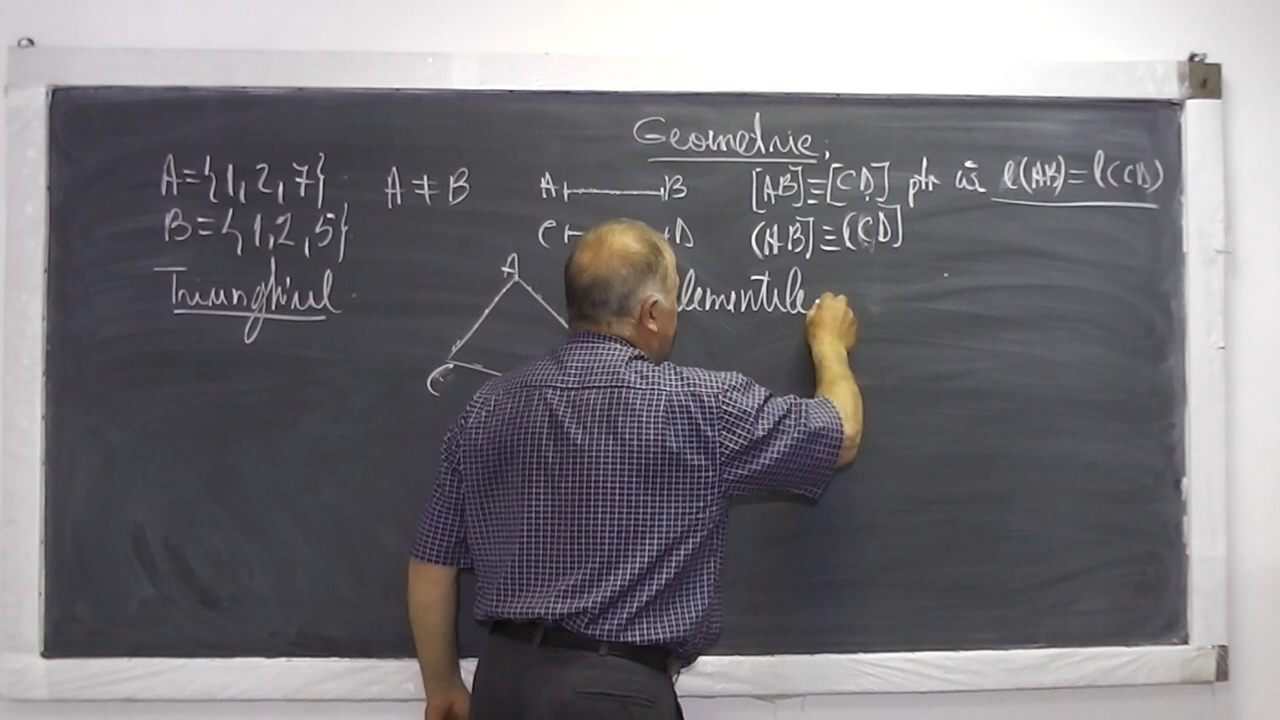 Geometrie
A={1,2,7} A≠B A B [AB]≡[CD] ptr că l(AB)=l(CD)
B={1,2,5} C D (AB]≡(CD]
Triunghiul A lementele
C